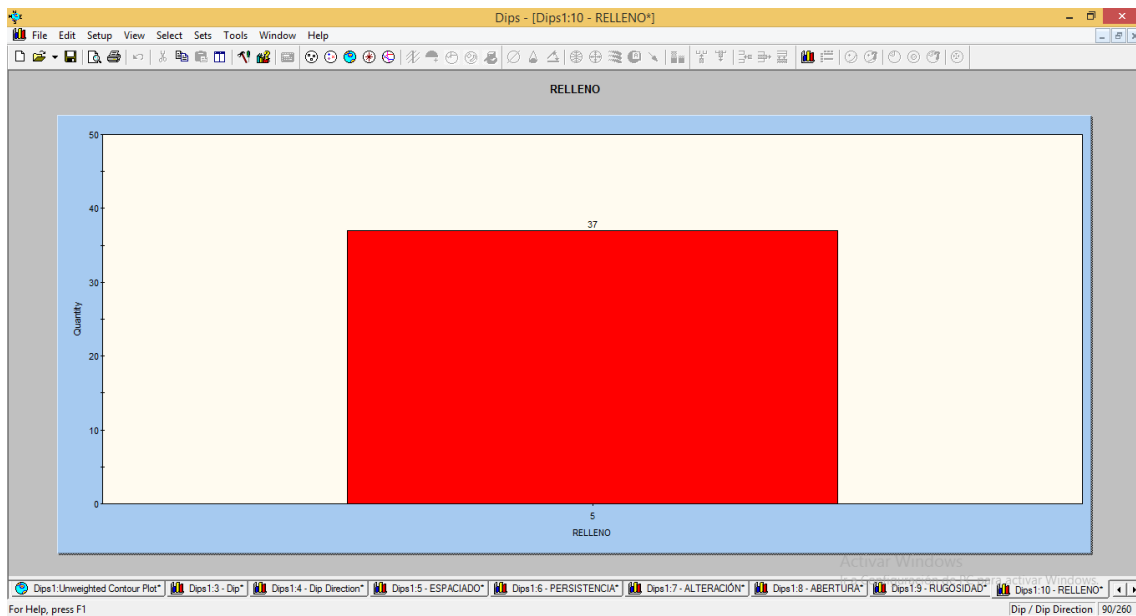 Dips - [Dips1:10 - RELLENO*]
File Edit Setup View Select Sets Tools Window Help
RELLENO
50
40
30
20
10
0
Quantity
37
5
RELLENO
Activar Windows
Dips1:Unweighted Contour Plot* Dips1:3 - Dip* Dips1:4 - Dip Direction* Dips1:5 - ESPACIADO* Dips1:6 - PERSISTENCIA* Dips1:7 - ALTERACIÓN* Dips1:8 - ABERTURA* Dips1:9 - RUGOSIDAD* Dips1:10 - RELLENO*
For Help, press F1
Dip / Dip Direction 90/260